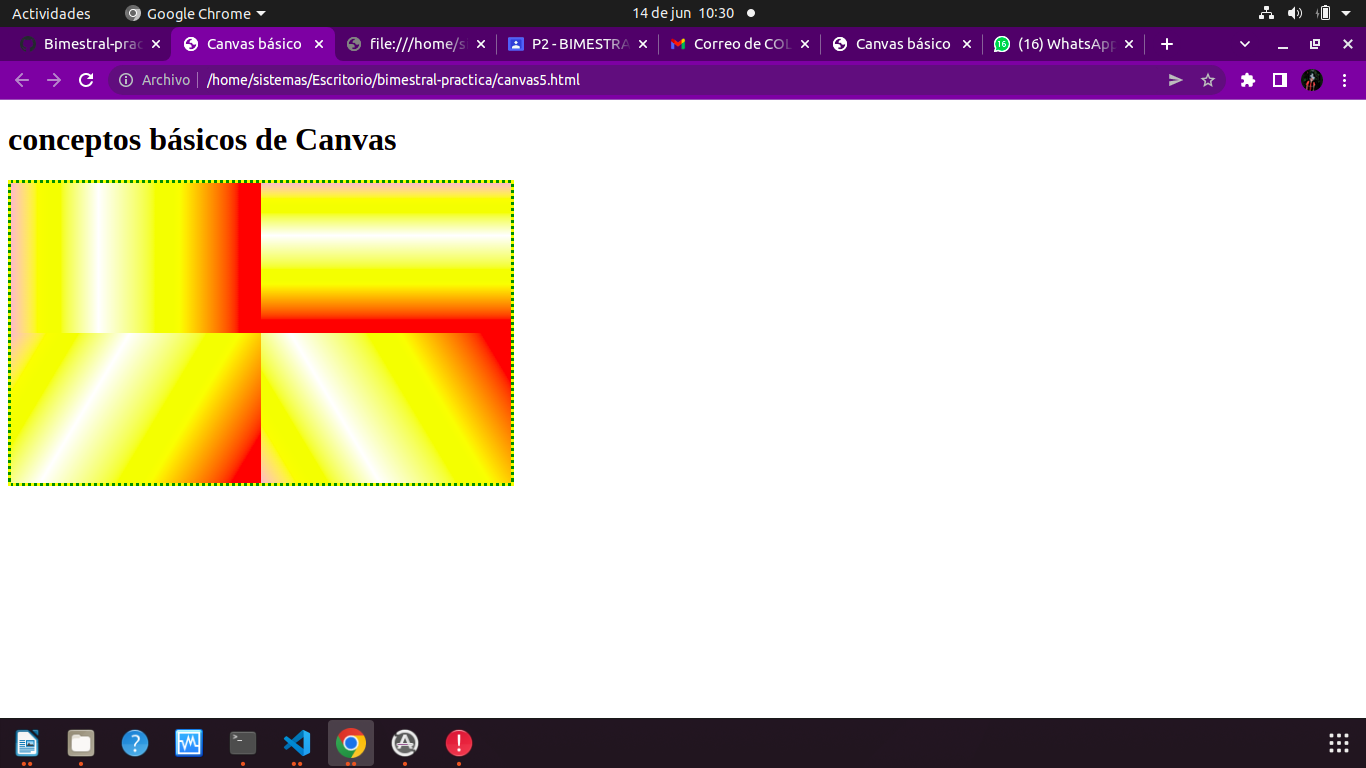 Actividades Google Chrome 14 de jun 10:30
Bimestral-prac Canvas básico file:///home/s P2 - BIMESTRA Correo de COL Canvas básico (16) WhatsApp
Archivo /home/sistemas/Escritorio/bimestral-practica/canvas5.html
conceptos básicos de Canvas